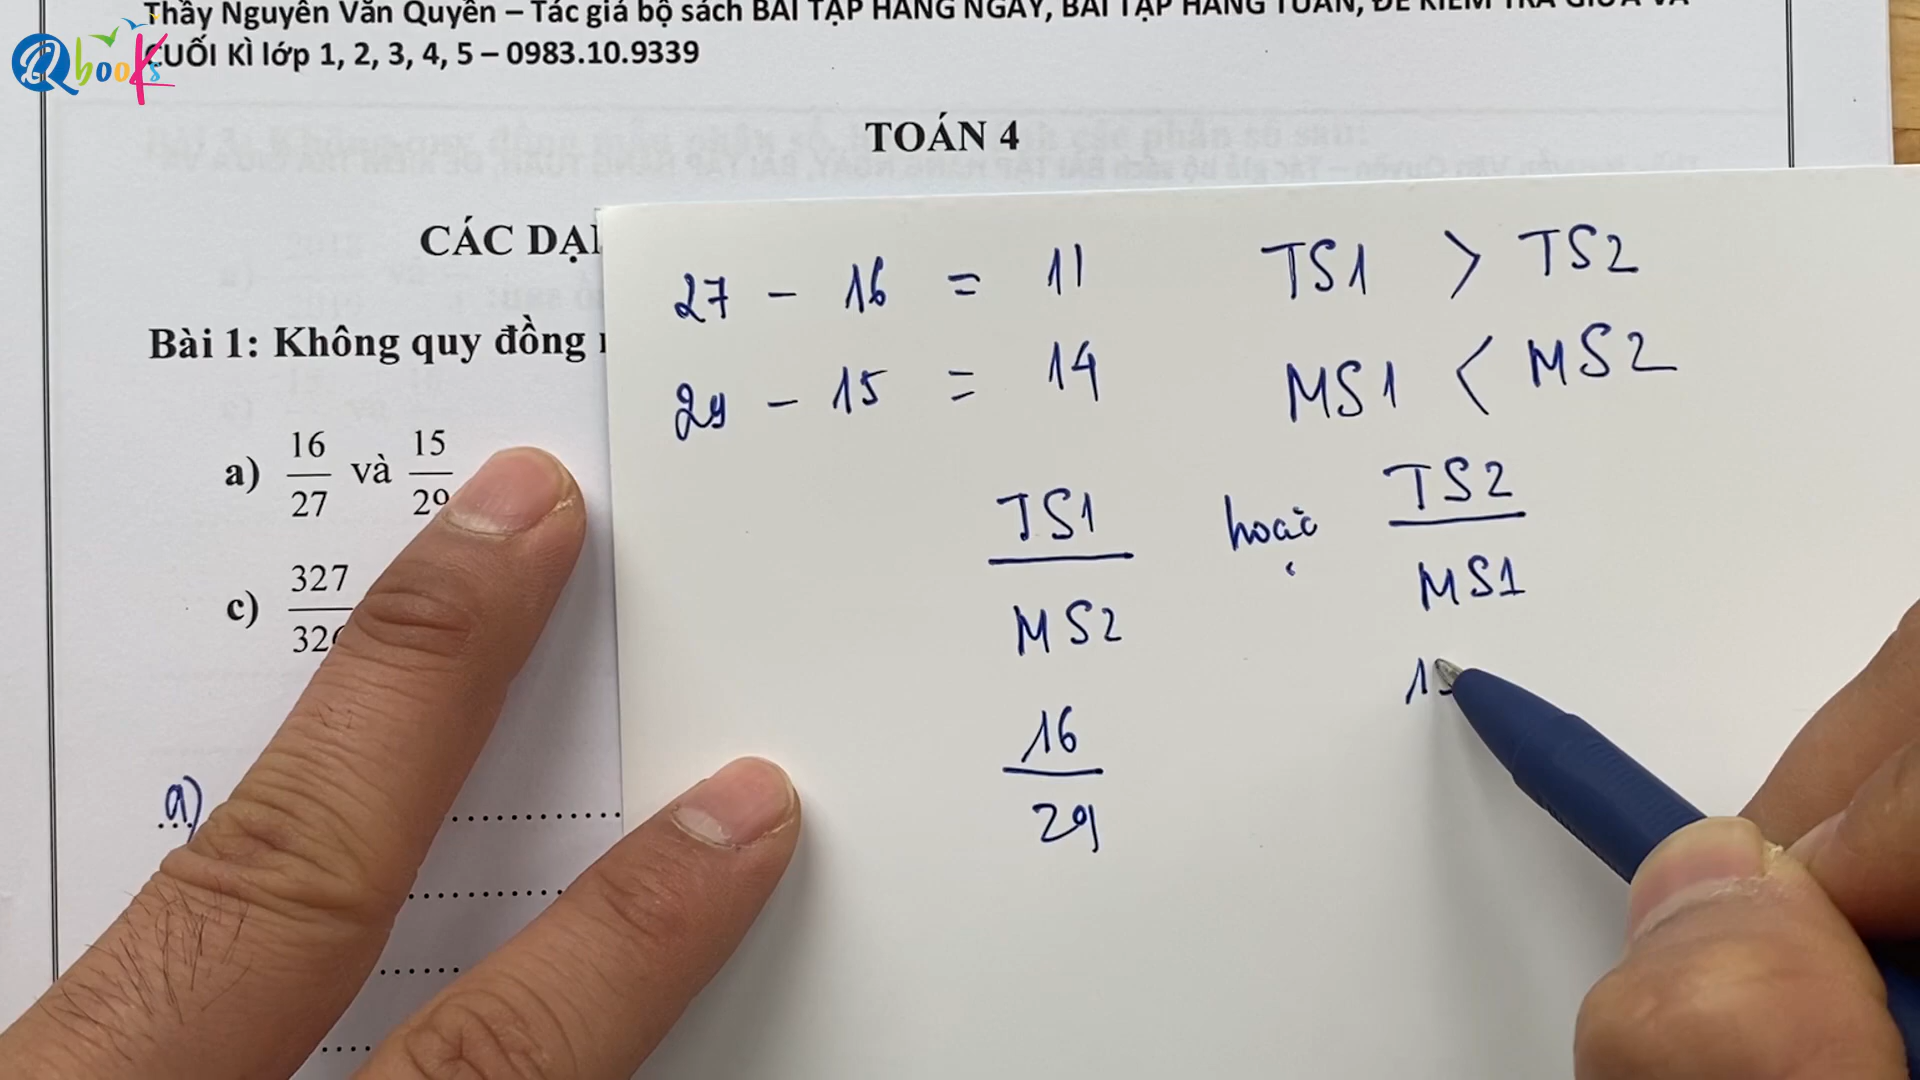 Qbooks
Thầy Nguyễn Văn Quyền – Tác giả bộ sách BÀI TẬP HÀNG NGÀY, BÀI TẬP HÀNG TUẦN, ĐỀ KIỂM TRA GIỮA VÀ
CUỐI KÌ lớp 1, 2, 3, 4, 5 – 0983.10.9339
TOÁN 4
CÁC DẠ
Bài 1: Không quy đồng
a) 16/27 và 15/29
c) 327/326
a)
27 - 16 = 11
29 - 15 = 14
TS1 > TS2
MS1 < MS2
TS1/MS2 hoặc TS2/MS1
16/29
15